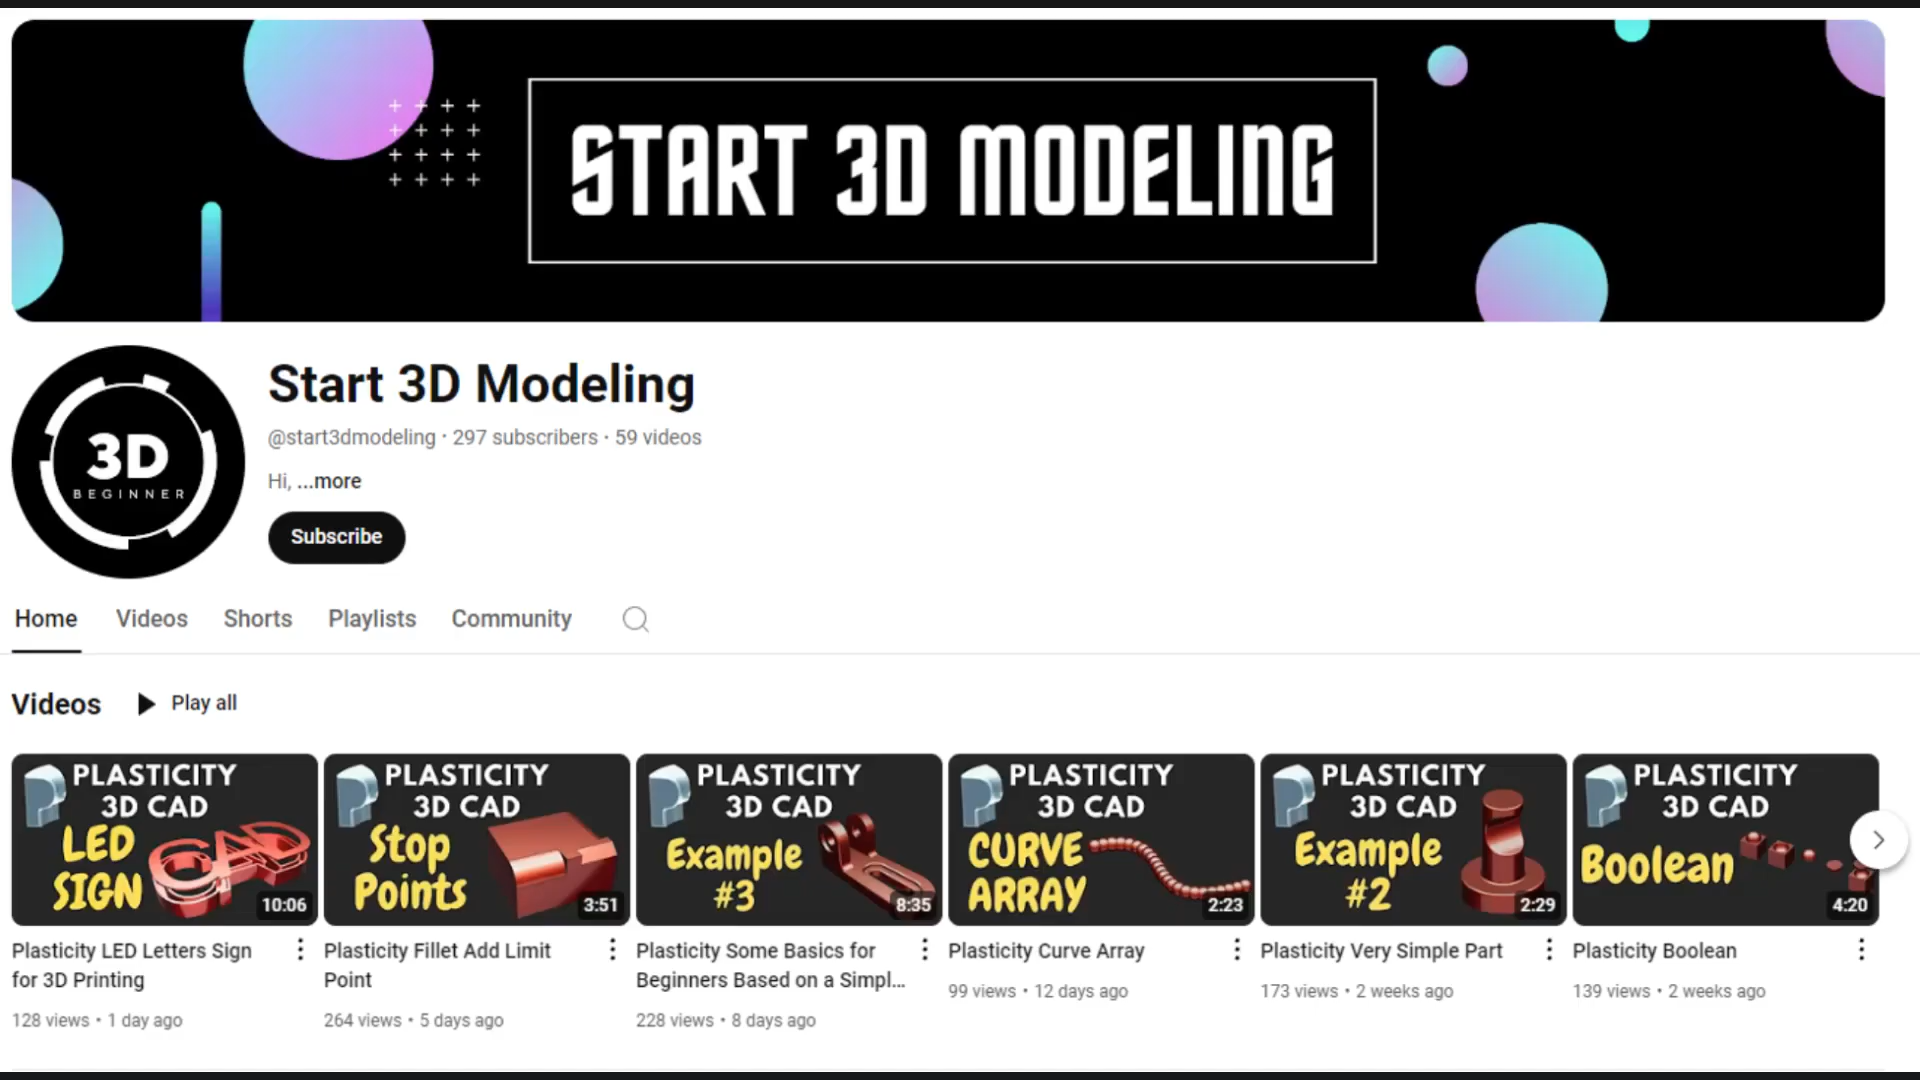 START 3D MODELING
3D
BEGINNER
Start 3D Modeling
@start3dmodeling · 297 subscribers · 59 videos
Hi, ...more
Subscribe
Home Videos Shorts Playlists Community
Videos Play all
PLASTICITY
3D CAD
LED
SIGN
10:06
Plasticity LED Letters Sign
for 3D Printing
128 views • 1 day ago
PLASTICITY
3D CAD
Stop
Points
3:51
Plasticity Fillet Add Limit
Point
264 views • 5 days ago
PLASTICITY
3D CAD
Example
#3
8:35
Plasticity Some Basics for
Beginners Based on a Simpl...
228 views • 8 days ago
PLASTICITY
3D CAD
CURVE
ARRAY
2:23
Plasticity Curve Array
99 views • 12 days ago
PLASTICITY
3D CAD
Example
#2
2:29
Plasticity Very Simple Part
173 views • 2 weeks ago
PLASTICITY
3D CAD
Boolean
4:20
Plasticity Boolean
139 views • 2 weeks ago